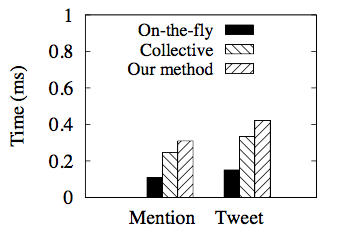 1
0.8
0.6
0.4
0.2
0
Time (ms)
On-the-fly
Collective
Our method
Mention Tweet